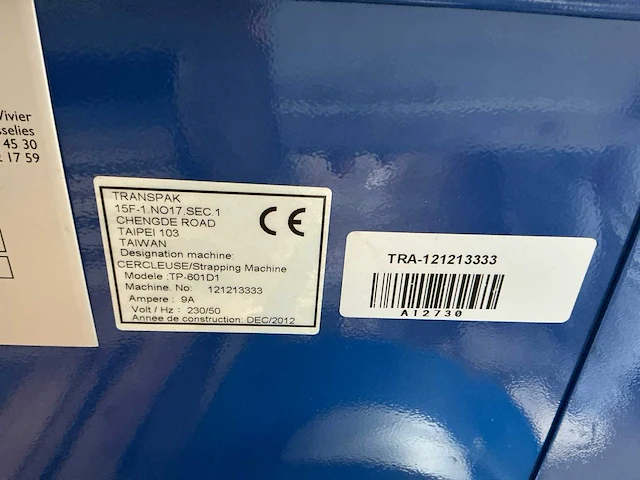 Vivier
sselies
45 30
17 59
TRANSPAK
15F-1.NO17.SEC.1
CHENGDE ROAD
TAIPEI 103
TAIWAN
CE
Designation machine:
CERCLEUSE/Strapping Machine
Modele :TP-601D1
Machine. No: 121213333
Ampere : 9A
Volt / Hz : 230/50
Année de construction: DEC/2012
TRA-121213333
A12730